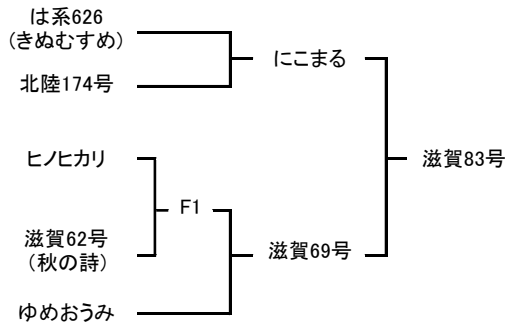 は系626
(きぬむすめ)
にこまる
北陸174号
ヒノヒカリ
滋賀83号
F1
滋賀62号
(秋の詩)
滋賀69号
ゆめおうみ